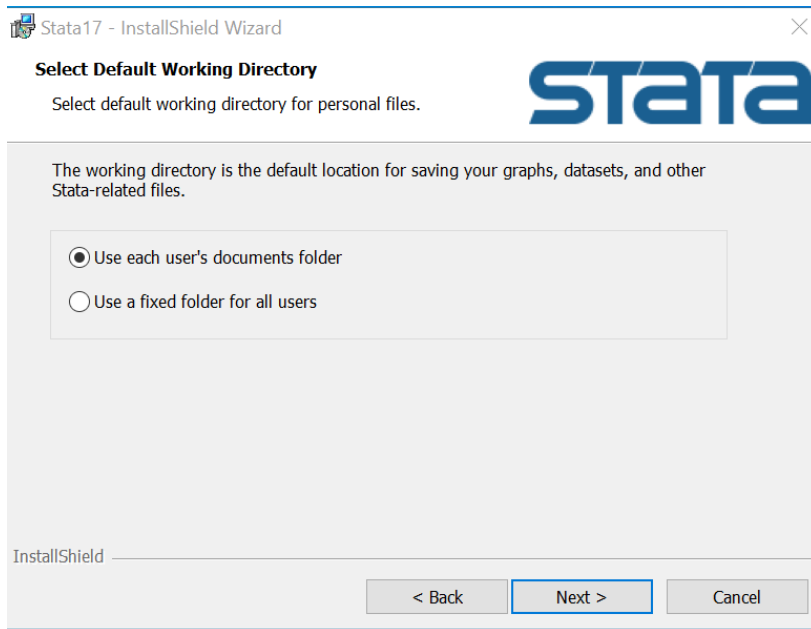 Stata17 - InstallShield Wizard
Select Default Working Directory
Select default working directory for personal files.
STATA
The working directory is the default location for saving your graphs, datasets, and other
Stata-related files.
Use each user's documents folder
Use a fixed folder for all users
InstallShield
< Back
Next >
Cancel